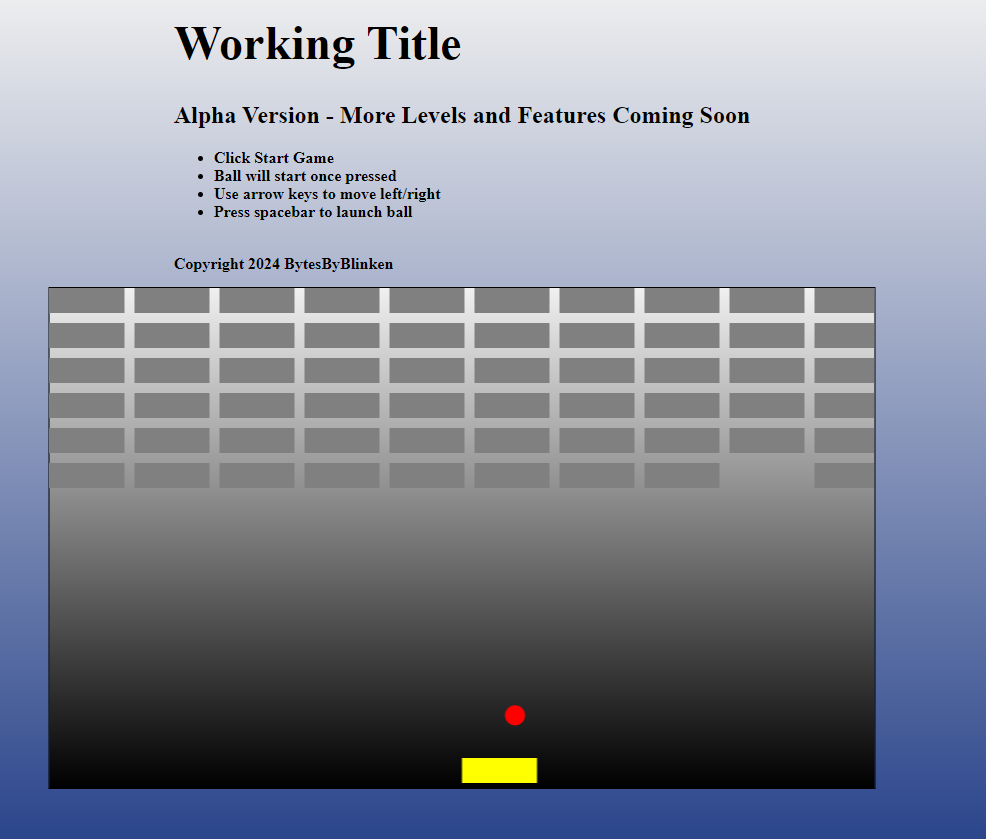 Working Title
Alpha Version - More Levels and Features Coming Soon
Click Start Game
Ball will start once pressed
Use arrow keys to move left/right
Press spacebar to launch ball
Copyright 2024 BytesByBlinken